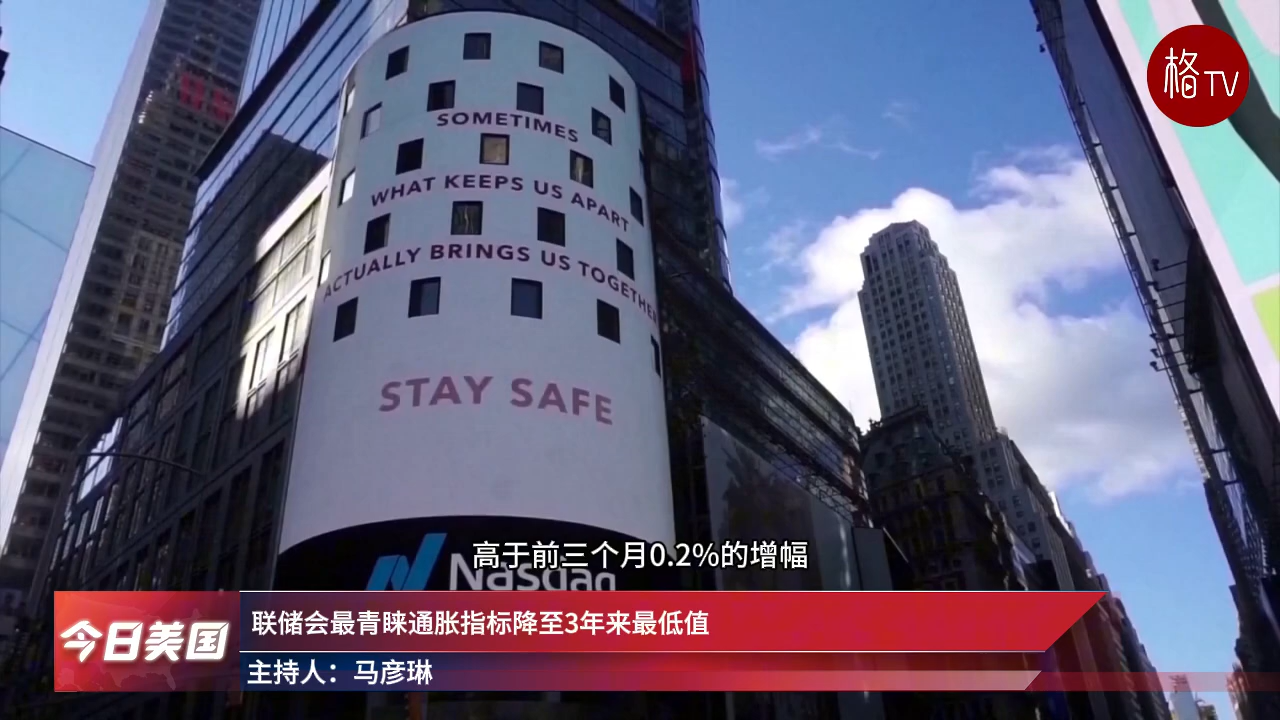 格TV
SOMETIMES
WHAT KEEPS US APART
ACTUALLY BRINGS US TOGETHER
STAY SAFE
Nasdaq
高于前三个月0.2%的增幅
今日美国
联储会最青睐通胀指标降至3年来最低值
主持人：马彦琳